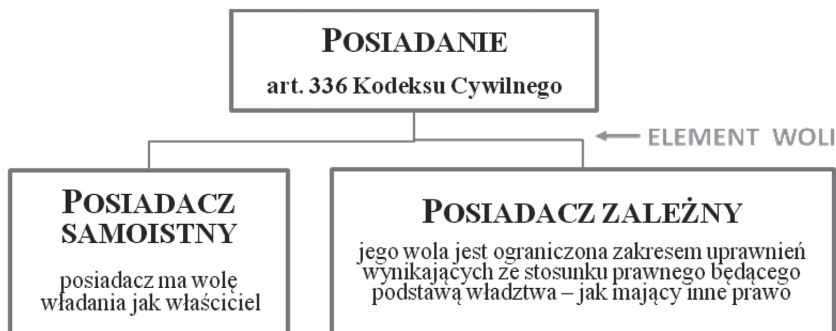 POSIADANIE
art. 336 Kodeksu Cywilnego
ELEMENT WOLI
POSIADACZ
SAMOISTNY
posiadacz ma wolę
władania jak właściciel
POSIADACZ ZALEŻNY
jego wola jest ograniczona zakresem uprawnień
wynikających ze stosunku prawnego będącego
podstawą władztwa – jak mający inne prawo